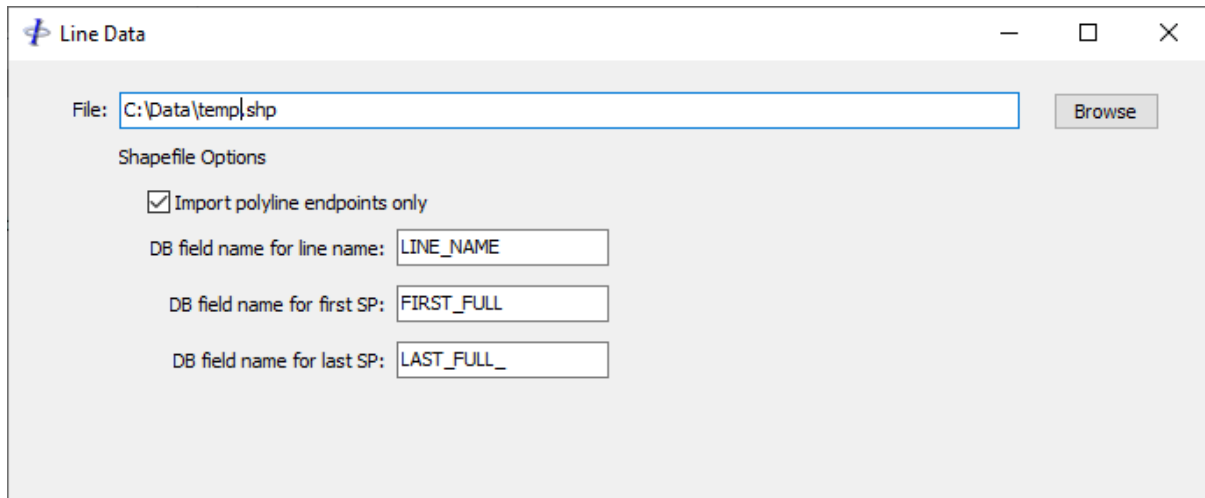 Line Data
File: C:\Data\temp.shp Browse
Shapefile Options
Import polyline endpoints only
DB field name for line name: LINE_NAME
DB field name for first SP: FIRST_FULL
DB field name for last SP: LAST_FULL_